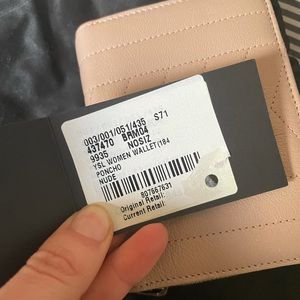 003/001/051/435 S71
437470 BRM04
9935 NOSIZ
YSL WOMEN WALLET(184
PONCHO
NUDE
807667631
Original Retail:
Current Retail: